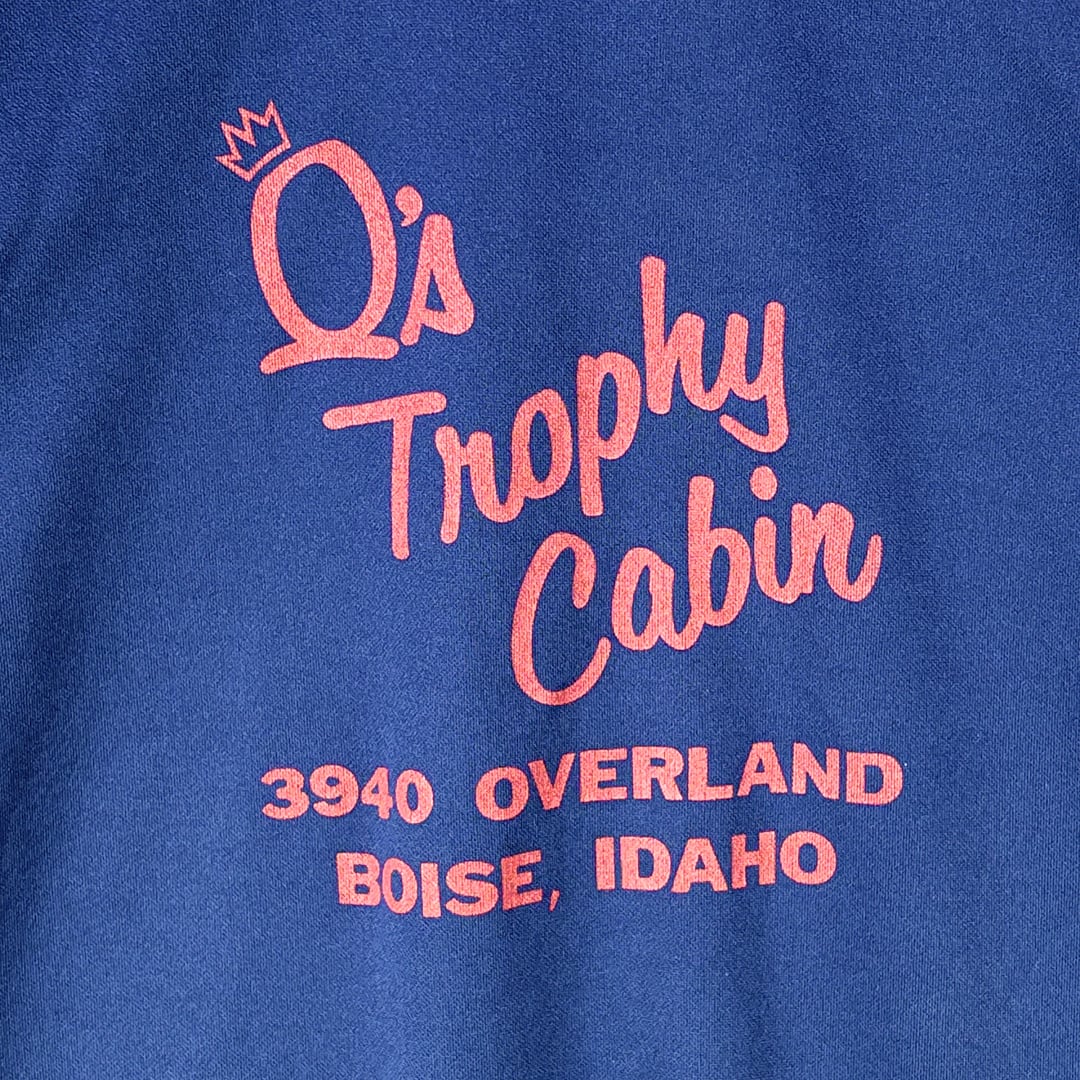 Q's
Trophy
Cabin
3940 OVERLAND
BOISE, IDAHO